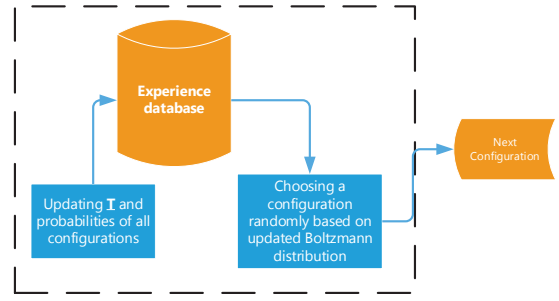 Experience
database
Updating I and
probabilities of all
configurations
Choosing a
configuration
randomly based on
updated Boltzmann
distribution
Next
Configuration